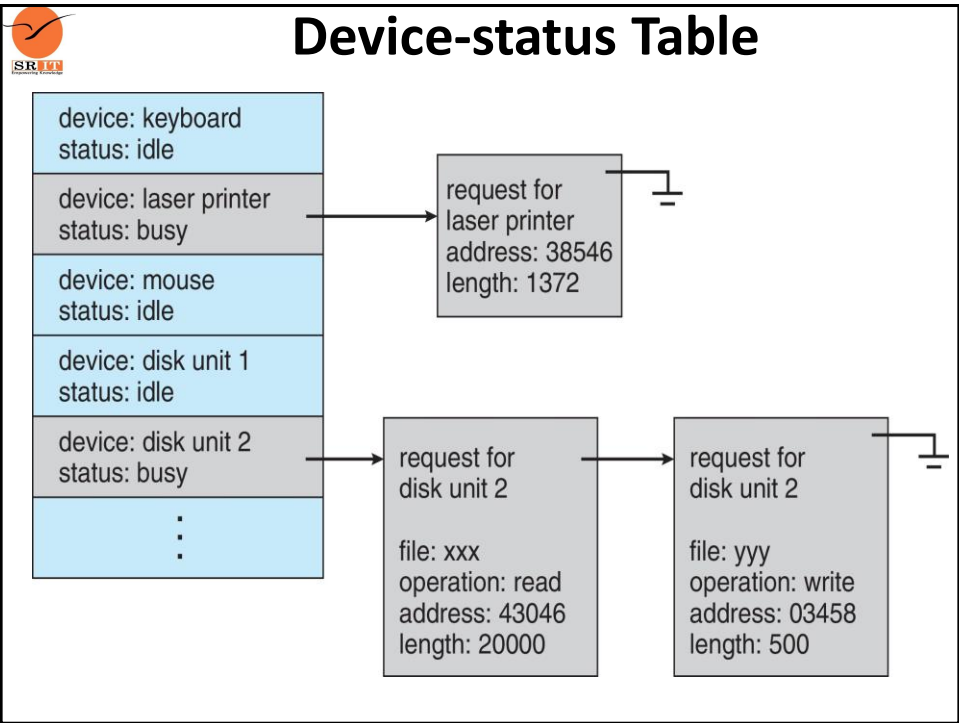 Device-status Table
SRIT
Empowering Knowledge
device: keyboard
status: idle
device: laser printer
status: busy
device: mouse
status: idle
device: disk unit 1
status: idle
device: disk unit 2
status: busy
request for
laser printer
address: 38546
length: 1372
request for
disk unit 2
file: xxx
operation: read
address: 43046
length: 20000
request for
disk unit 2
file: yyy
operation: write
address: 03458
length: 500